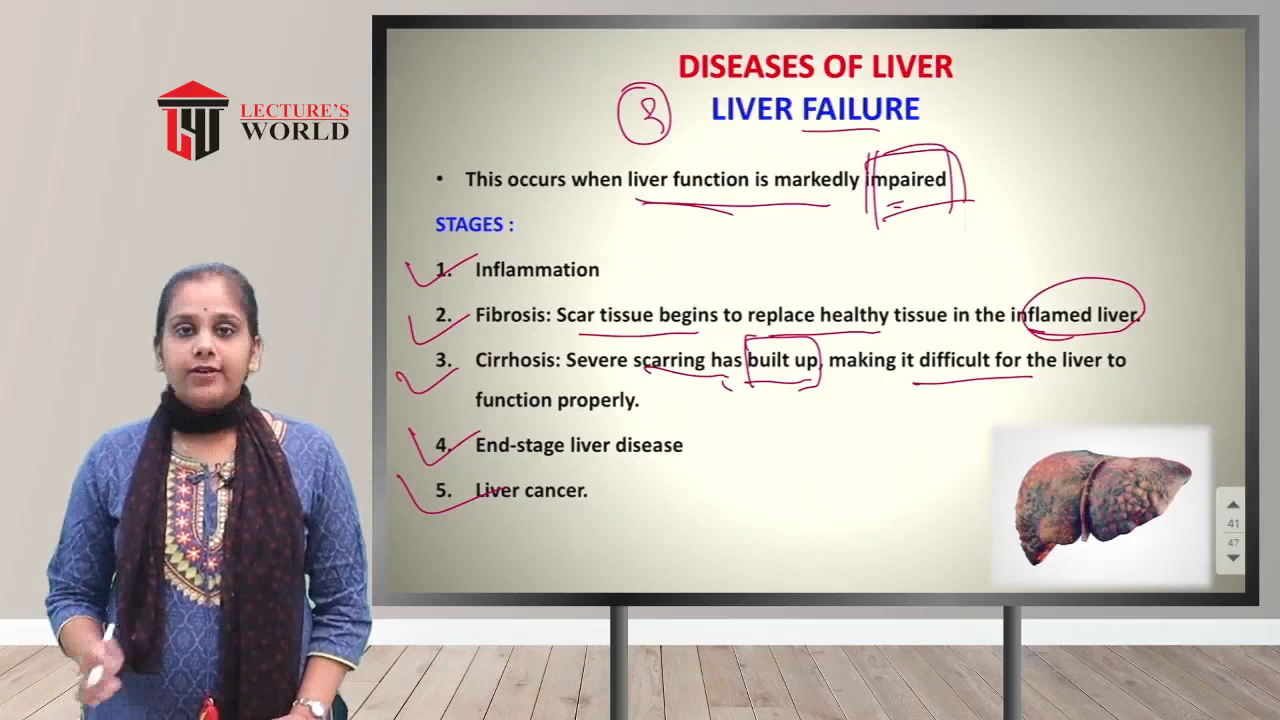 LECTURE'S
WORLD
DISEASES OF LIVER
LIVER FAILURE
• This occurs when liver function is markedly impaired
STAGES :
1. Inflammation
2. Fibrosis: Scar tissue begins to replace healthy tissue in the inflamed liver.
3. Cirrhosis: Severe scarring has built up, making it difficult for the liver to
function properly.
4. End-stage liver disease
5. Liver cancer.
41
47